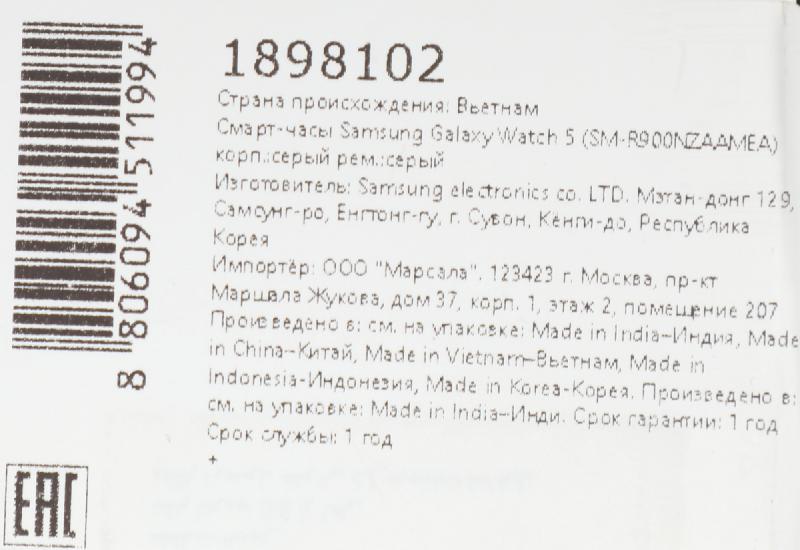 8 806094 511994
1898102
Страна происхождения: Вьетнам
Смарт-часы Samsung Galaxy Watch 5 (SM-R900NZAAMEA)
корп.:серый рем.:серый
Изготовитель: Samsung electronics co. LTD. Мэтан-донг 129,
Самсунг-ро, Енгтонг-гу, г. Сувон, Кёнги-до, Республика
Корея
Импортёр: ООО "Марсала", 123423 г. Москва, пр-кт
Маршала Жукова, дом 37, корп. 1, этаж 2, помещение 207
Произведено в: см. на упаковке: Made in India–Индия, Made
in China–Китай, Made in Vietnam–Вьетнам, Made in
Indonesia-Индонезия, Made in Korea-Корея. Произведено в:
см. на упаковке: Made in India–Инди. Срок гарантии: 1 год
Срок службы: 1 год
+
EAC